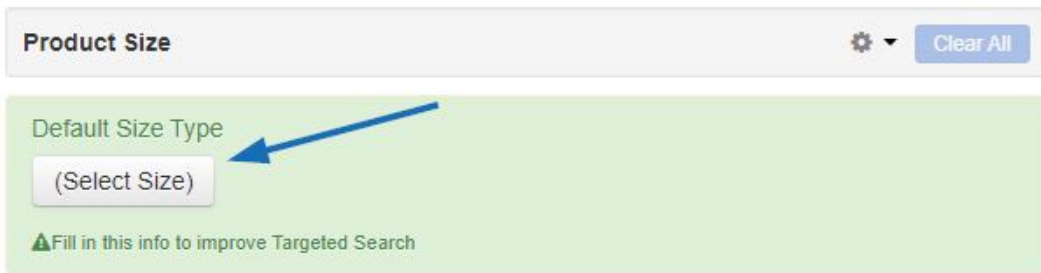 Product Size
Clear All
Default Size Type
(Select Size)
Fill in this info to improve Targeted Search